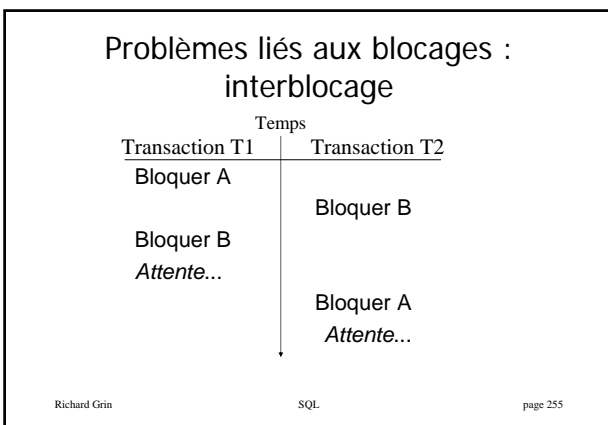 Problèmes liés aux blocages :
interblocage
Temps
Transaction T1 Transaction T2
Bloquer A
Bloquer B
Bloquer B
Attente...
Bloquer A
Attente...
Richard Grin SQL page 255